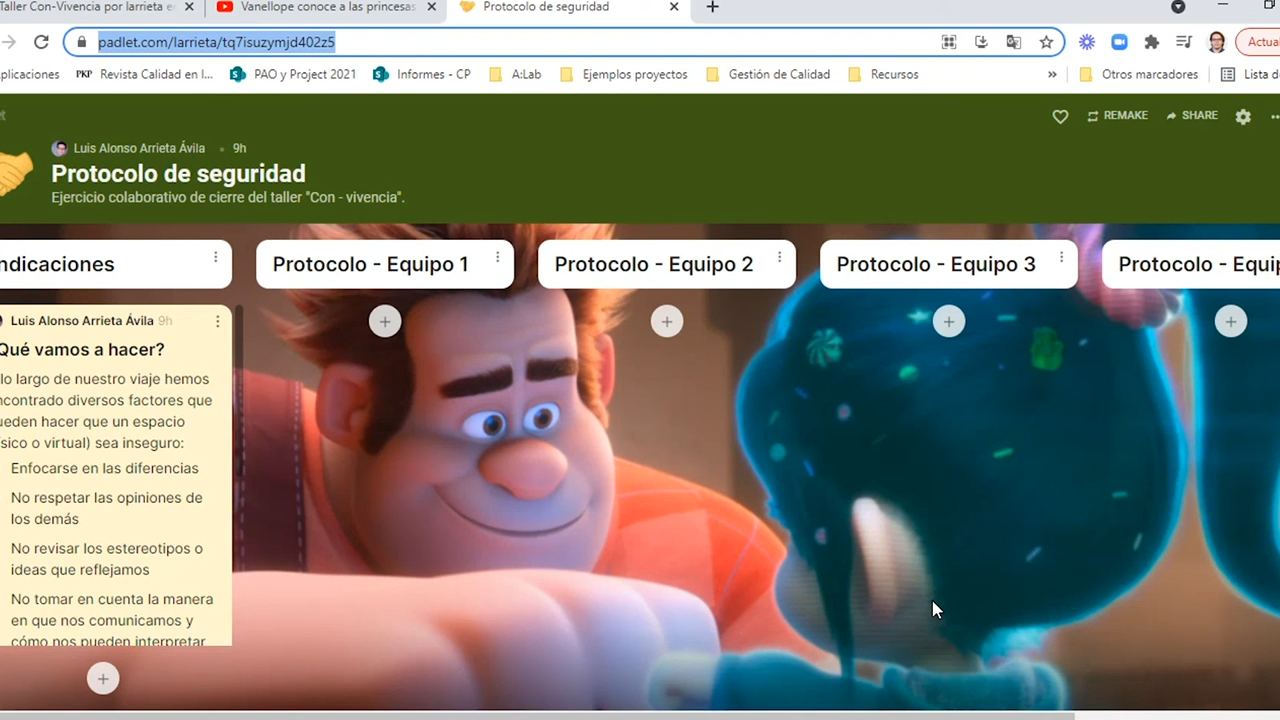 Taller Con-Vivencia por larrieta e
Vanellope conoce a las princesas
Protocolo de seguridad
padlet.com/larrieta/tq7isuzymjd402z5
Actual
plicaciones
PKP Revista Calidad en l...
PAO y Project 2021
Informes - CP
A:Lab
Ejemplos proyectos
Gestión de Calidad
Recursos
»
Otros marcadores
Lista d
Luis Alonso Arrieta Ávila • 9h
REMAKE
SHARE
Protocolo de seguridad
Ejercicio colaborativo de cierre del taller "Con - vivencia".
ndicaciones
Protocolo - Equipo 1
Protocolo - Equipo 2
Protocolo - Equipo 3
Protocolo - Equip
Luis Alonso Arrieta Ávila 9h
Qué vamos a hacer?
lo largo de nuestro viaje hemos
ncontrado diversos factores que
ueden hacer que un espacio
sico o virtual) sea inseguro:
Enfocarse en las diferencias
No respetar las opiniones de
los demás
No revisar los estereotipos o
ideas que reflejamos
No tomar en cuenta la manera
en que nos comunicamos y
cómo nos pueden interpretar